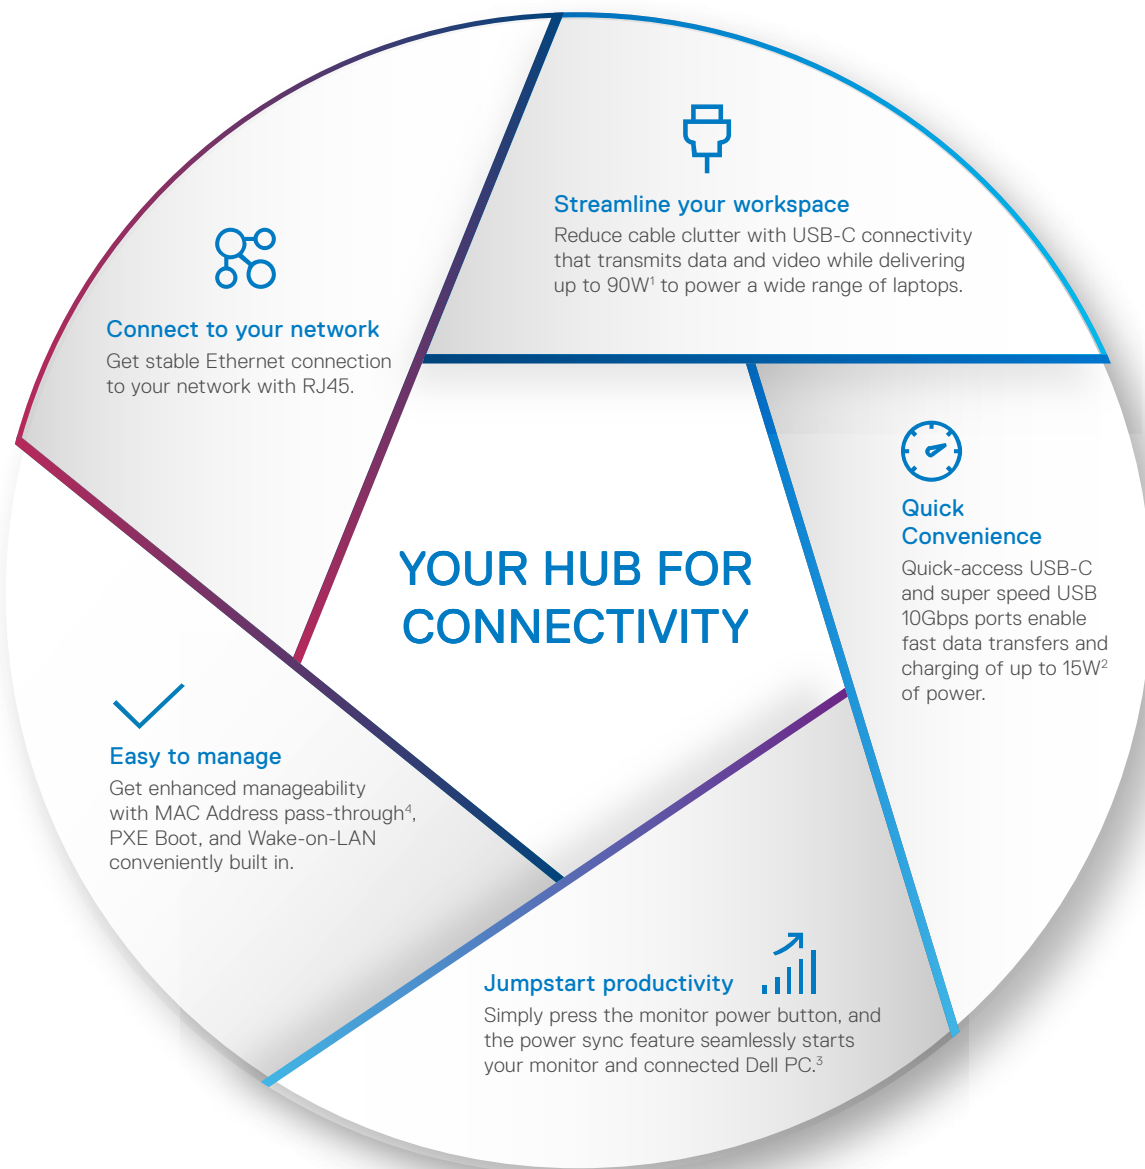 Streamline your workspace
Reduce cable clutter with USB-C connectivity
that transmits data and video while delivering
up to 90W¹ to power a wide range of laptops.
Connect to your network
Get stable Ethernet connection
to your network with RJ45.
Quick
Convenience
Quick-access USB-C
and super speed USB
10Gbps ports enable
fast data transfers and
charging of up to 15W²
of power.
YOUR HUB FOR
CONNECTIVITY
Easy to manage
Get enhanced manageability
with MAC Address pass-through⁴,
PXE Boot, and Wake-on-LAN
conveniently built in.
Jumpstart productivity
Simply press the monitor power button, and
the power sync feature seamlessly starts
your monitor and connected Dell PC.³